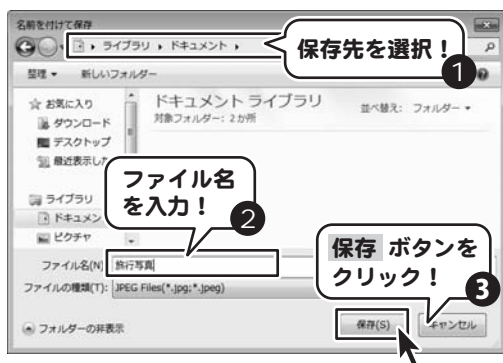 名前を付けて保存
ライブラリ ▸ ドキュメント ▸
保存先を選択！
1
整理 ▼ 新しいフォルダー
お気に入り
ダウンロード
デスクトップ
最近表示した
ドキュメント ライブラリ
対象フォルダー: 2 か所
並べ替え: フォルダー ▼
ファイル名
を入力！
2
ライブラリ
ドキュメン
ピクチャ
保存 ボタンを
クリック！
3
ファイル名(N)
旅行写真
ファイルの種類(T): JPEG Files(*.jpg;*.jpeg)
フォルダーの非表示
保存(S)
キャンセル